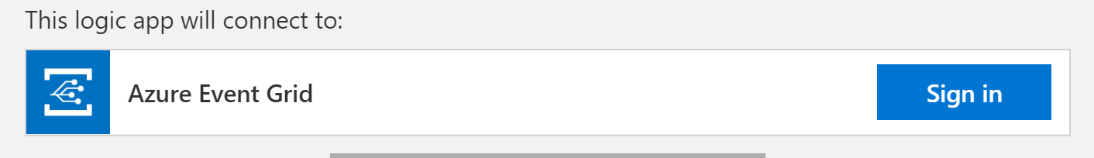 This logic app will connect to:
Azure Event Grid
Sign in